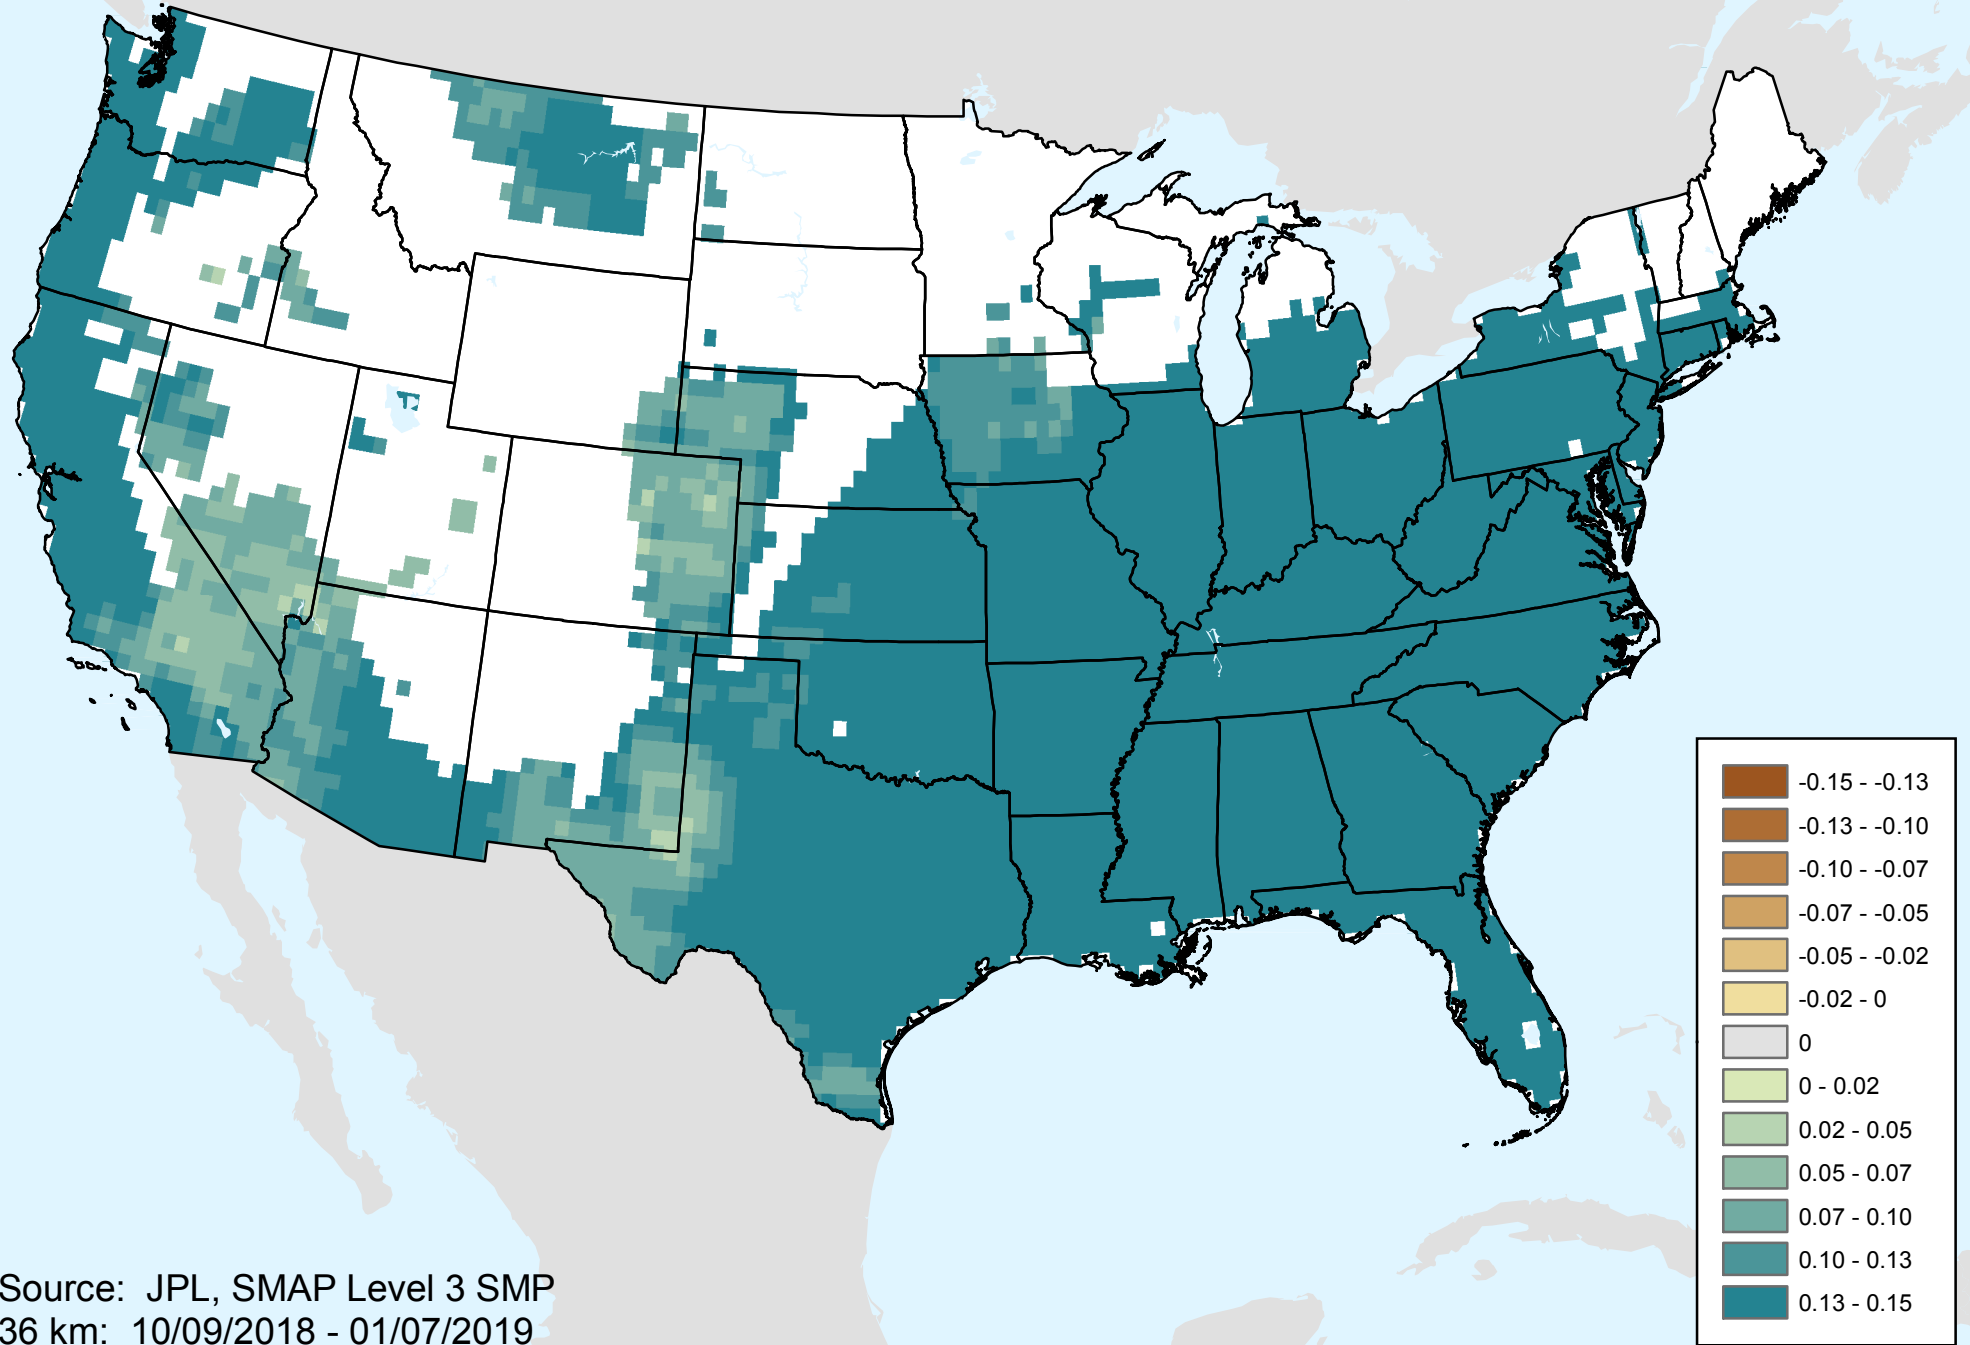 -0.15 - -0.13
-0.13 - -0.10
-0.10 - -0.07
-0.07 - -0.05
-0.05 - -0.02
-0.02 - 0
0
0 - 0.02
0.02 - 0.05
0.05 - 0.07
0.07 - 0.10
0.10 - 0.13
0.13 - 0.15
Source: JPL, SMAP Level 3 SMP
36 km: 10/09/2018 - 01/07/2019